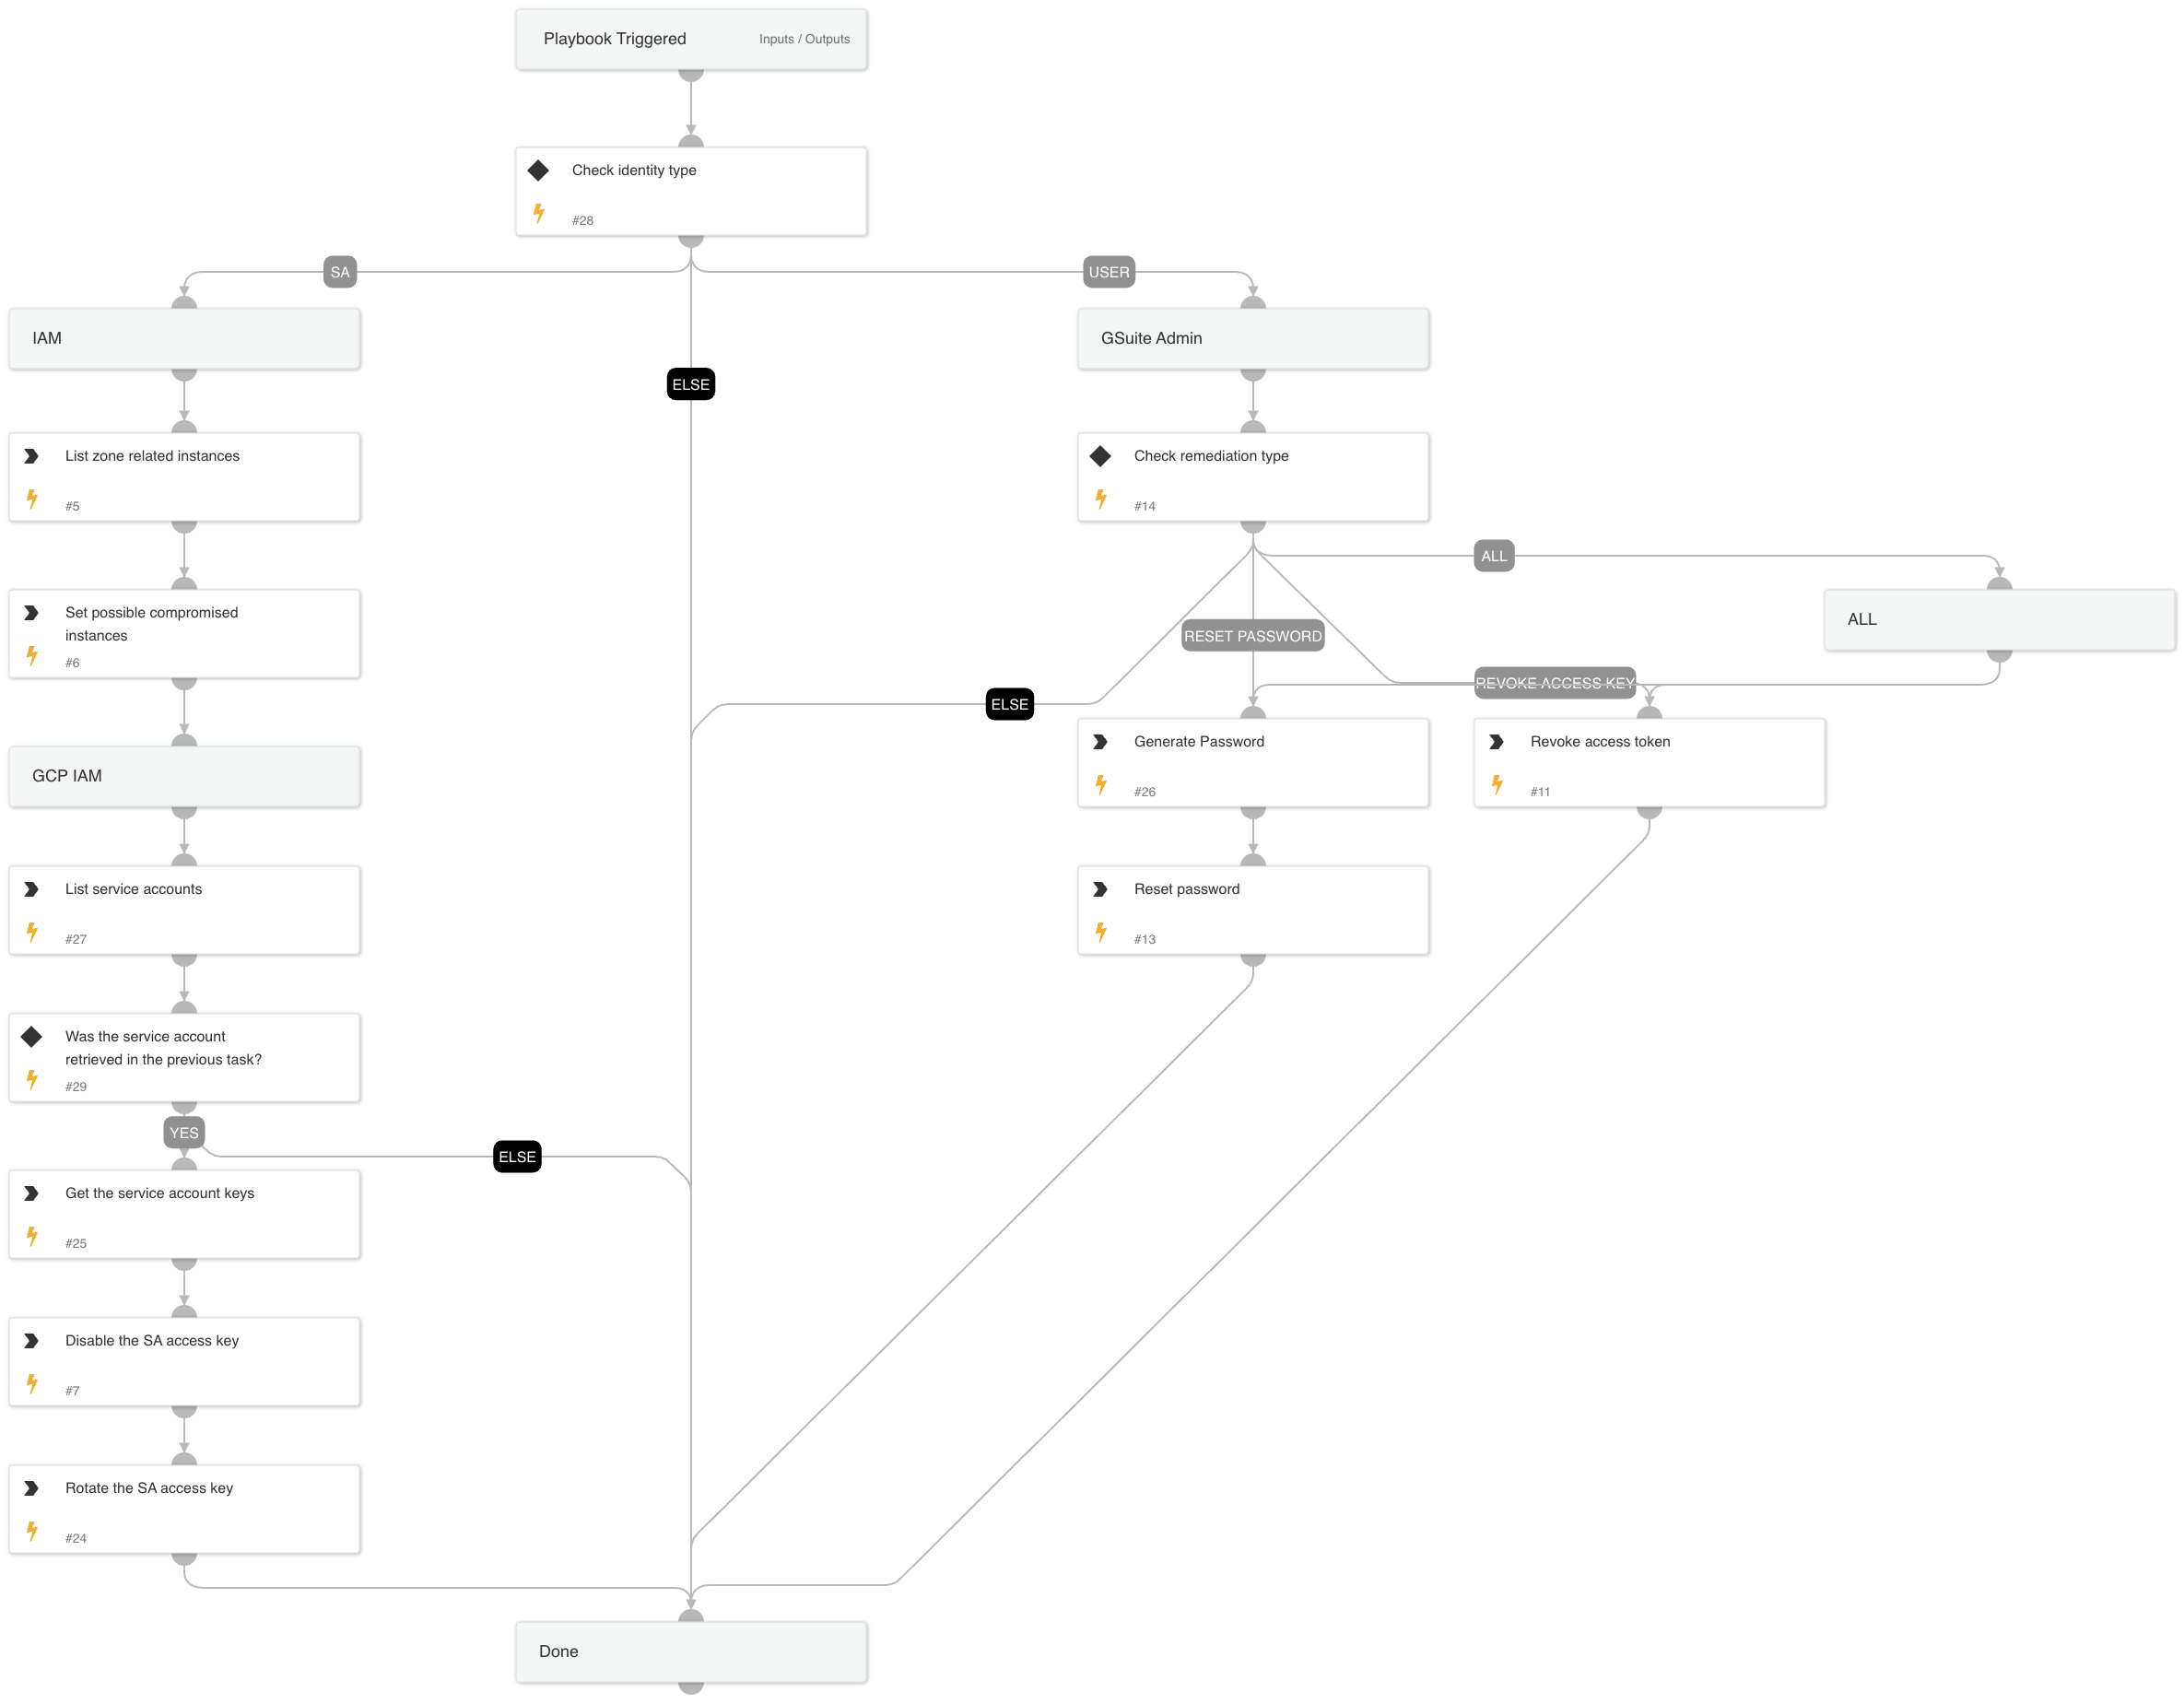 Playbook Triggered
Inputs / Outputs
Check identity type
#28
SA
USER
IAM
GSuite Admin
ELSE
List zone related instances
#5
Check remediation type
#14
ALL
Set possible compromised
instances
#6
ALL
RESET PASSWORD
REVOKE ACCESS KEY
ELSE
GCP IAM
Generate Password
#26
Revoke access token
#11
List service accounts
#27
Reset password
#13
Was the service account
retrieved in the previous task?
#29
YES
ELSE
Get the service account keys
#25
Disable the SA access key
#7
Rotate the SA access key
#24
Done